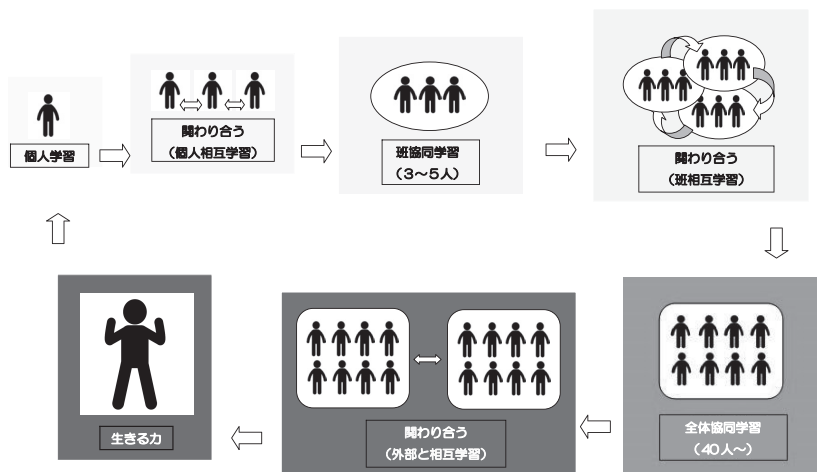 個人学習
関わり合う
(個人相互学習)
班協同学習
(3~5人)
関わり合う
(班相互学習)
全体協同学習
(40人~)
関わり合う
(外部と相互学習)
生きる力